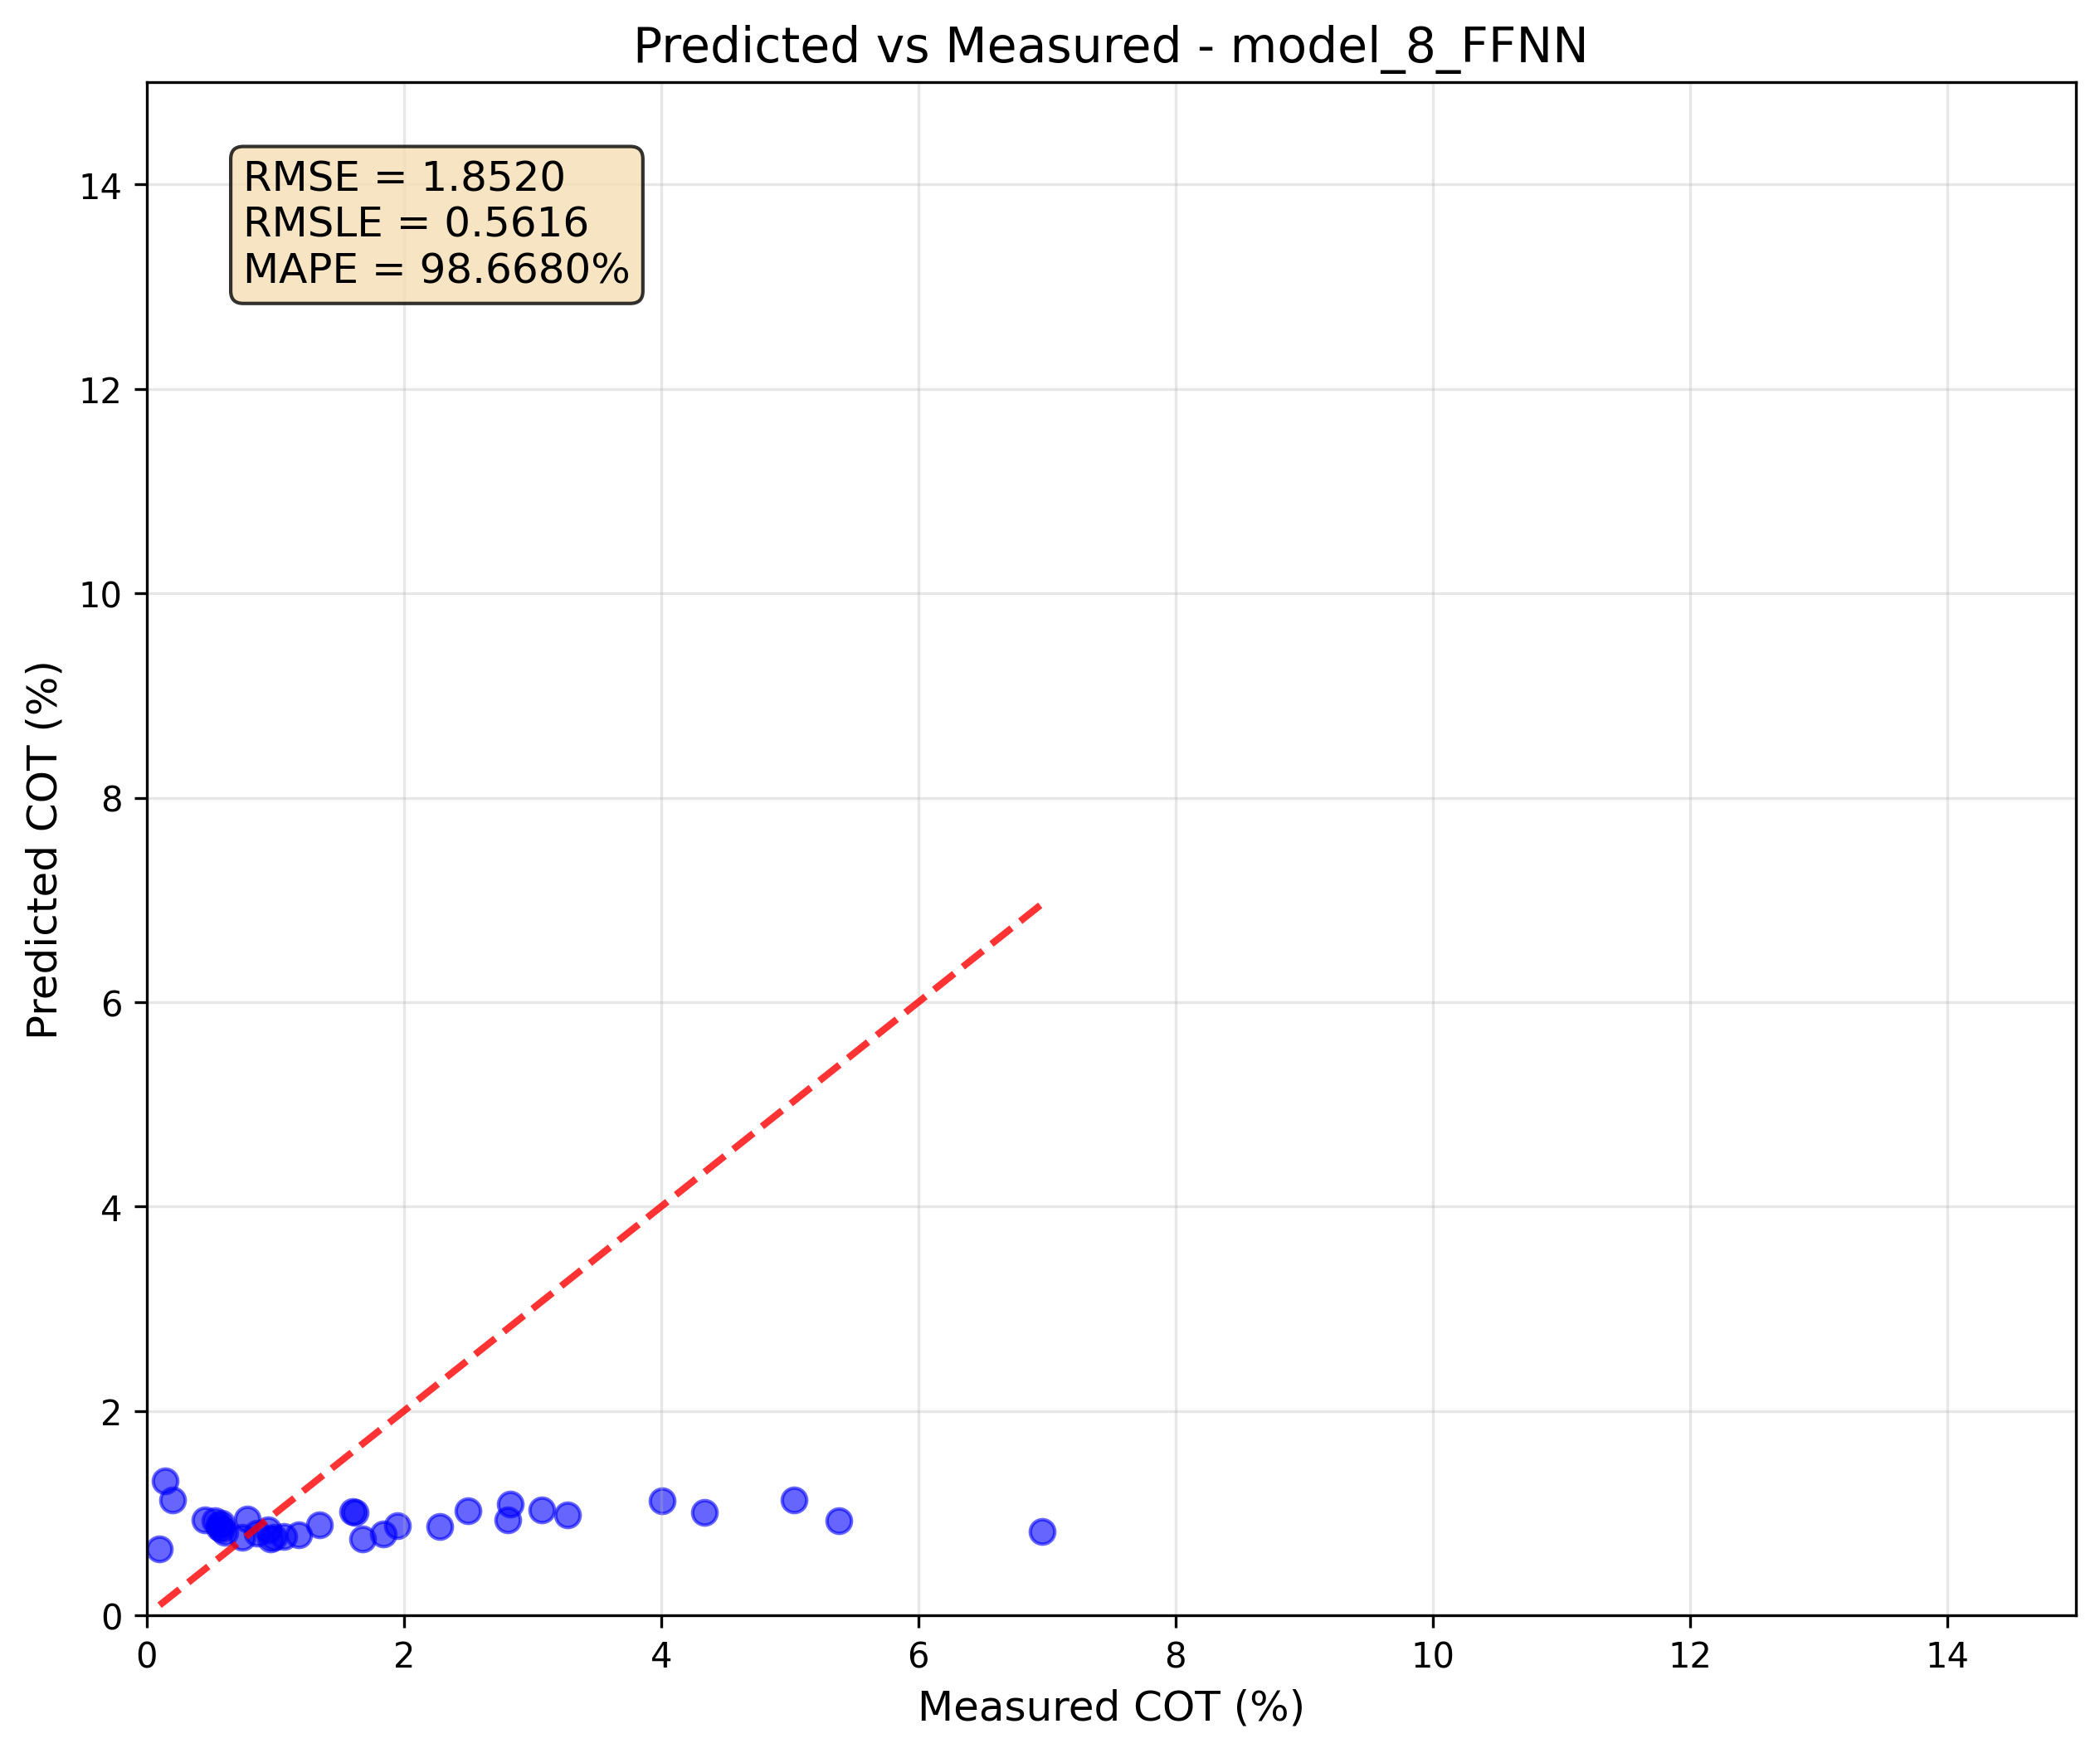 Predicted vs Measured - model_8_FFNN
RMSE = 1.8520
RMSLE = 0.5616
MAPE = 98.6680%
Predicted COT (%)
14
12
10
8
6
4
2
0
0 2 4 6 8 10 12 14
Measured COT (%)